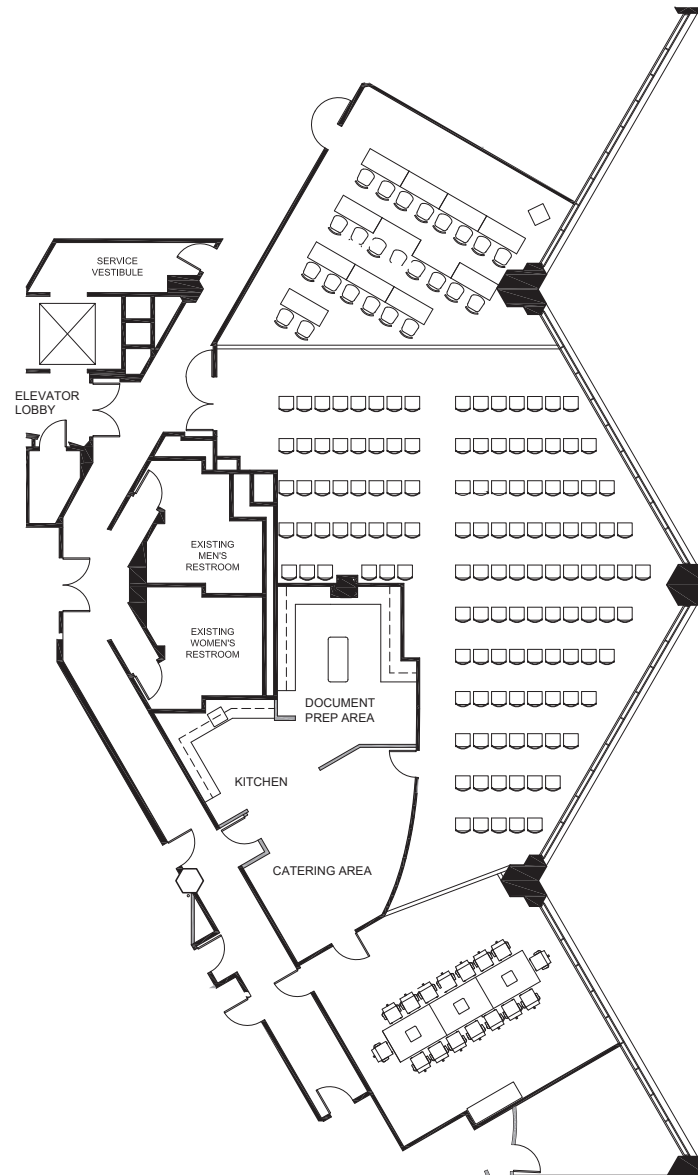 SERVICE
VESTIBULE
ELEVATOR
LOBBY
EXISTING
MEN'S
RESTROOM
EXISTING
WOMEN'S
RESTROOM
DOCUMENT
PREP AREA
KITCHEN
CATERING AREA